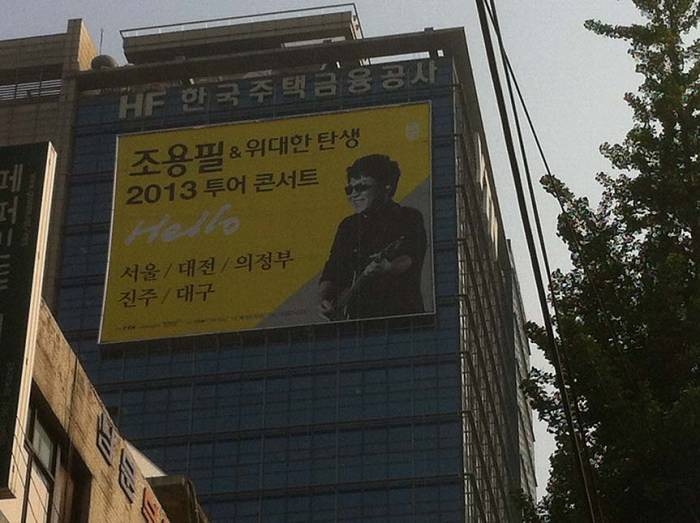 HF 한국주택금융공사
조용필 & 위대한 탄생
2013 투어 콘서트
Hello
서울 / 대전 / 의정부
진주 / 대구